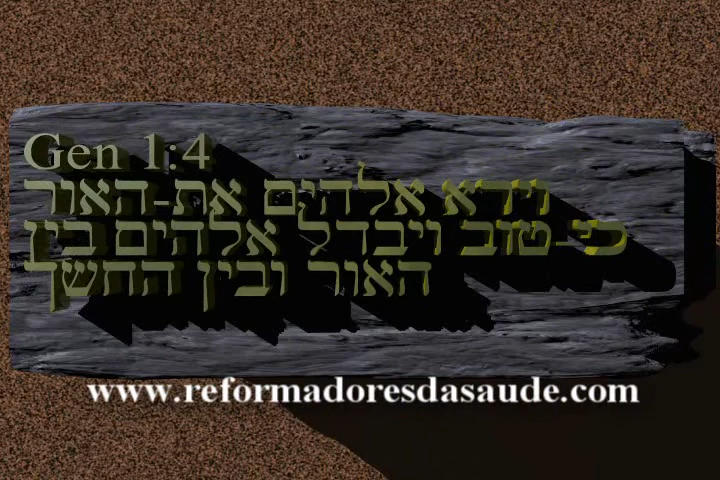 Gen 1:4
וירא אלהים את-האור
כי-טוב ויבדל אלהים בין
האור ובין החשך
www.reformadoresdasaude.com